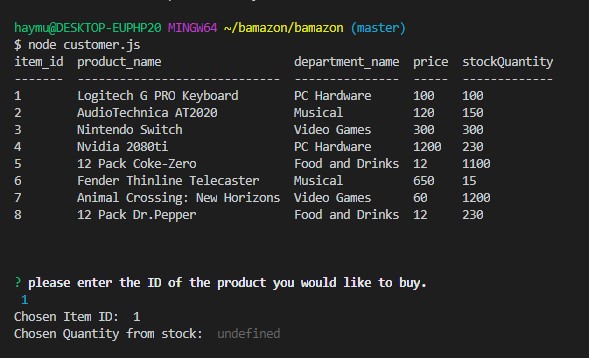 haymu@DESKTOP-EUPHP20 MINGW64 ~/bamazon/bamazon (master)
$ node customer.js
item_id  product_name                   department_name  price  stockQuantity
-------  -----------------------------  ---------------  -----  -------------
1        Logitech G PRO Keyboard        PC Hardware      100    100
2        AudioTechnica AT2020           Musical          120    150
3        Nintendo Switch                Video Games      300    300
4        Nvidia 2080ti                  PC Hardware      1200   230
5        12 Pack Coke-Zero              Food and Drinks  12     1100
6        Fender Thinline Telecaster     Musical          650    15
7        Animal Crossing: New Horizons  Video Games      60     1200
8        12 Pack Dr.Pepper              Food and Drinks  12     230
? please enter the ID of the product you would like to buy.
1
Chosen Item ID:  1
Chosen Quantity from stock:  undefined